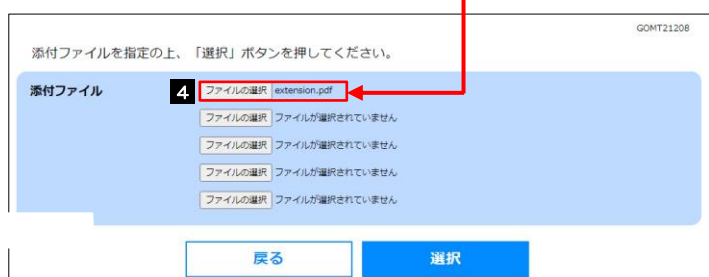 GOMT21208
添付ファイルを指定の上、「選択」ボタンを押してください。
添付ファイル 4 ファイルの選択 extension.pdf
ファイルの選択 ファイルが選択されていません
ファイルの選択 ファイルが選択されていません
ファイルの選択 ファイルが選択されていません
ファイルの選択 ファイルが選択されていません
戻る 選択